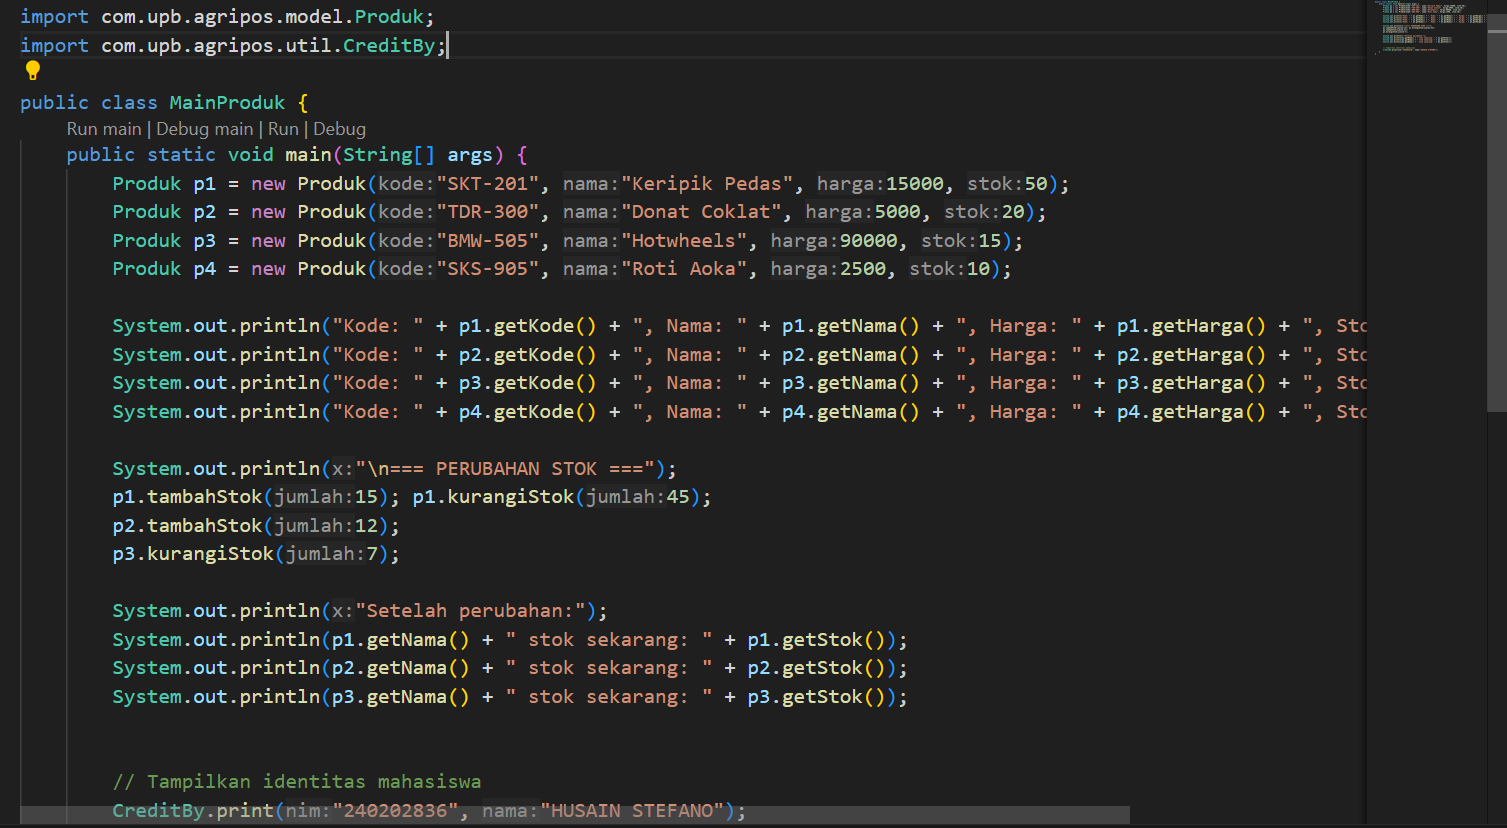 import com.upb.agripos.model.Produk;
import com.upb.agripos.util.CreditBy;
public class MainProduk {
Run main | Debug main | Run | Debug
public static void main(String[] args) {
Produk p1 = new Produk(kode:"SKT-201", nama:"Keripik Pedas", harga:15000, stok:50);
Produk p2 = new Produk(kode:"TDR-300", nama:"Donat Coklat", harga:5000, stok:20);
Produk p3 = new Produk(kode:"BMW-505", nama:"Hotwheels", harga:90000, stok:15);
Produk p4 = new Produk(kode:"SKS-905", nama:"Roti Aoka", harga:2500, stok:10);
System.out.println("Kode: " + p1.getKode() + ", Nama: " + p1.getNama() + ", Harga: " + p1.getHarga() + ", Sto
System.out.println("Kode: " + p2.getKode() + ", Nama: " + p2.getNama() + ", Harga: " + p2.getHarga() + ", Sto
System.out.println("Kode: " + p3.getKode() + ", Nama: " + p3.getNama() + ", Harga: " + p3.getHarga() + ", Sto
System.out.println("Kode: " + p4.getKode() + ", Nama: " + p4.getNama() + ", Harga: " + p4.getHarga() + ", Sto
System.out.println(x:"\n=== PERUBAHAN STOK ===");
p1.tambahStok(jumlah:15); p1.kurangiStok(jumlah:45);
p2.tambahStok(jumlah:12);
p3.kurangiStok(jumlah:7);
System.out.println(x:"Setelah perubahan:");
System.out.println(p1.getNama() + " stok sekarang: " + p1.getStok());
System.out.println(p2.getNama() + " stok sekarang: " + p2.getStok());
System.out.println(p3.getNama() + " stok sekarang: " + p3.getStok());
// Tampilkan identitas mahasiswa
CreditBy.print(nim:"240202836", nama:"HUSAIN STEFANO");